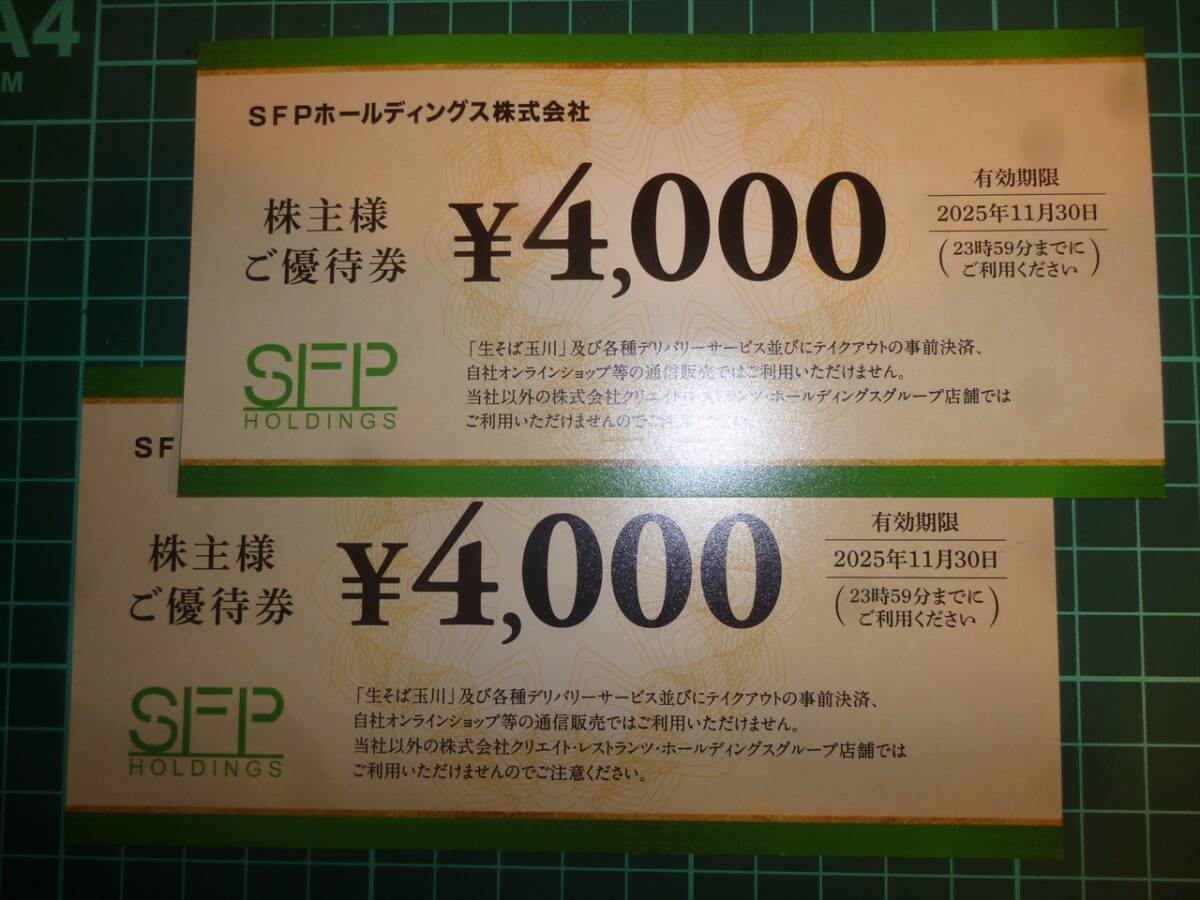 A4
M
SFPホールディングス株式会社
株主様
ご優待券
¥4,000
有効期限
2025年11月30日
(23時59分までに
ご利用ください)
SFP
HOLDINGS
「生そば玉川」及び各種デリバリーサービス並びにテイクアウトの事前決済、
自社オンラインショップ等の通信販売ではご利用いただけません。
当社以外の株式会社クリエイト・レストランツ・ホールディングスグループ店舗では
ご利用いただけませんのでご注意ください。
SF
株主様
ご優待券
¥4,000
有効期限
2025年11月30日
(23時59分までに
ご利用ください)
SFP
HOLDINGS
「生そば玉川」及び各種デリバリーサービス並びにテイクアウトの事前決済、
自社オンラインショップ等の通信販売ではご利用いただけません。
当社以外の株式会社クリエイト・レストランツ・ホールディングスグループ店舗では
ご利用いただけませんのでご注意ください。